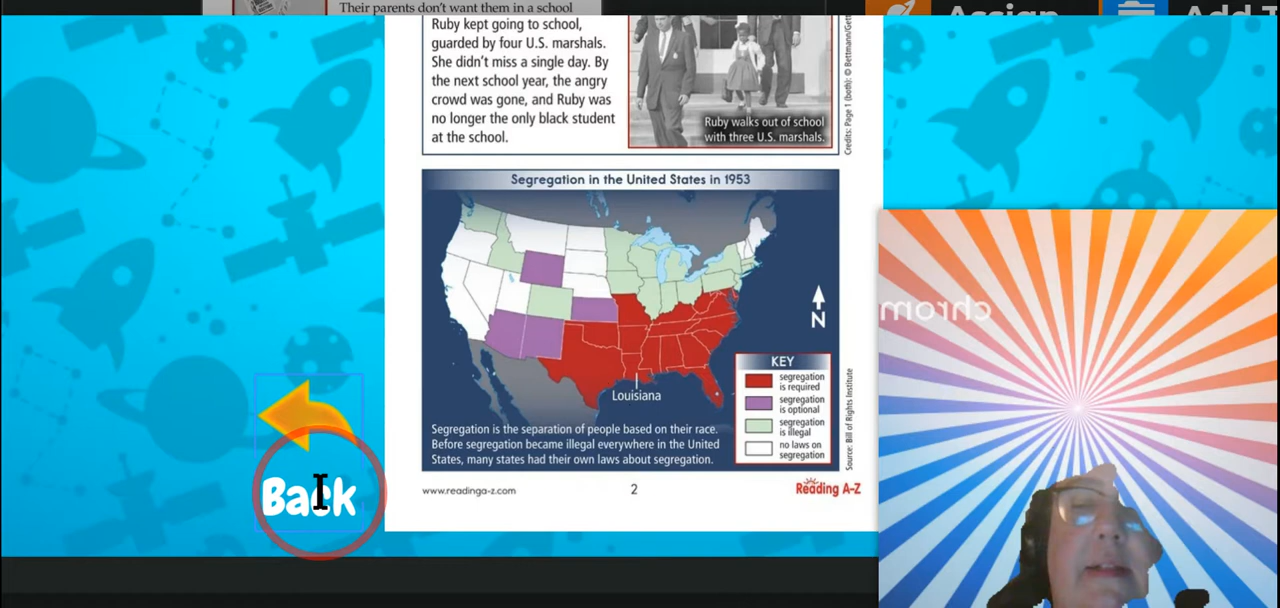 Their parents don't want them in a school
Assign
Add T
Ruby kept going to school,
guarded by four U.S. marshals.
She didn't miss a single day. By
the next school year, the angry
crowd was gone, and Ruby was
no longer the only black student
at the school.
Ruby walks out of school
with three U.S. marshals.
Credits: Page 1 (both): © Bettmann/Gett
Segregation in the United States in 1953
N
Louisiana
KEY
segregation
is required
segregation
is optional
segregation
is illegal
no laws on
segregation
Segregation is the separation of people based on their race.
Before segregation became illegal everywhere in the United
States, many states had their own laws about segregation.
Source: Bill of Rights Institute
www.readinga-z.com
2
Reading A-Z
Back
chrom